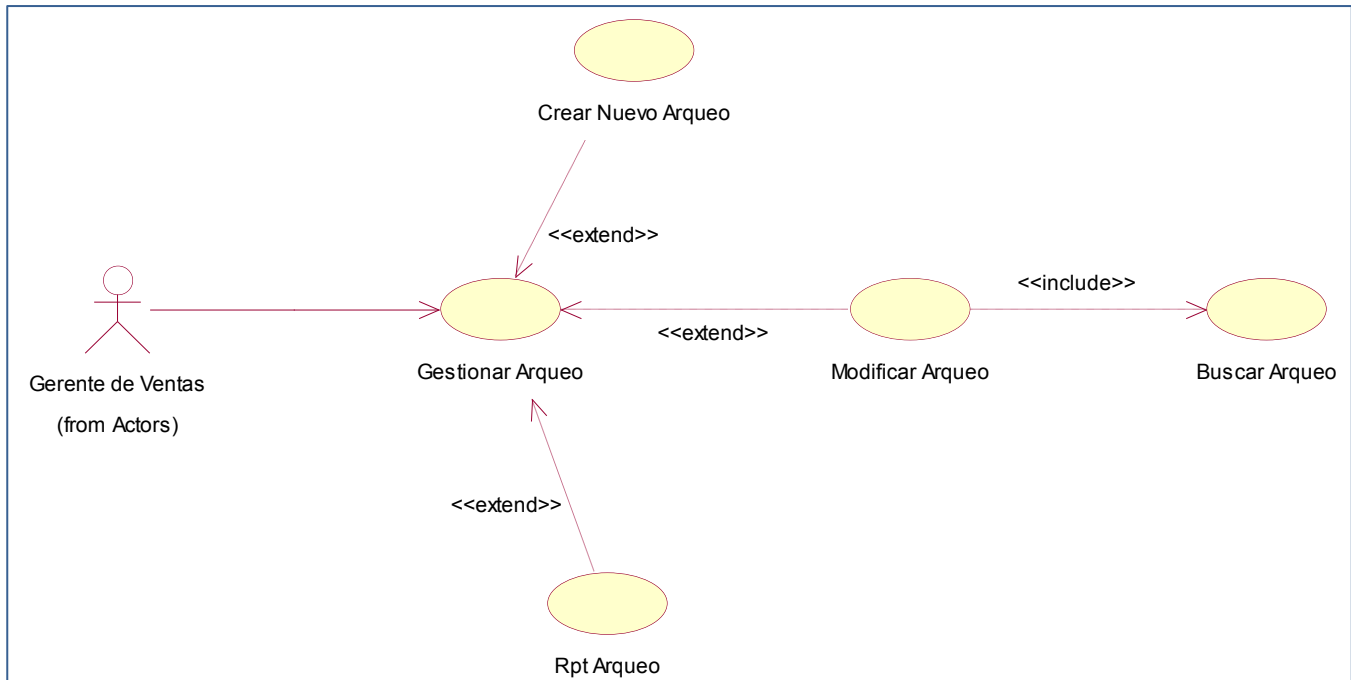 Crear Nuevo Arqueo
<<extend>>
<<include>>
<<extend>>
Gestionar Arqueo
Modificar Arqueo
Buscar Arqueo
Gerente de Ventas
(from Actors)
<<extend>>
Rpt Arqueo